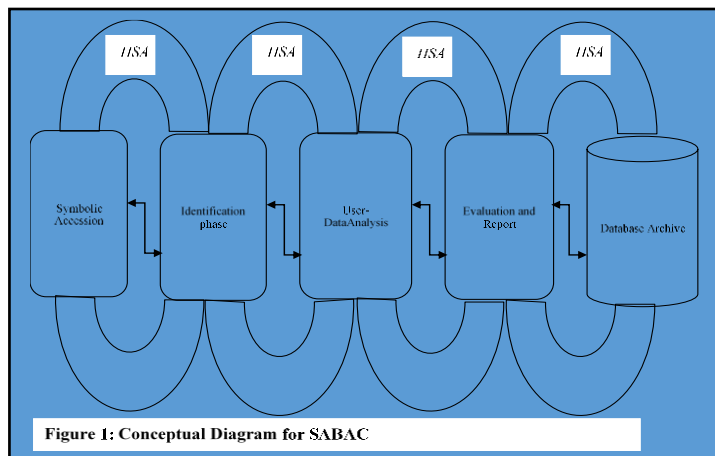 HSA HSA HSA HSA
Symbolic
Accession
Identification
phase
User-
DataAnalysis
Evaluation and
Report
Database Archive
Figure 1: Conceptual Diagram for SABAC